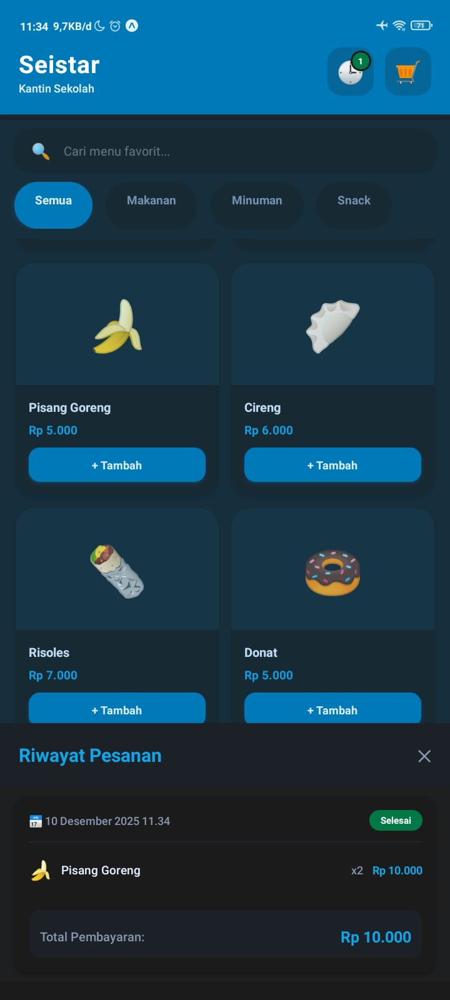 11:34 9,7KB/d
71
Seistar
1
Kantin Sekolah
Cari menu favorit...
Semua Makanan Minuman Snack
Pisang Goreng Cireng
Rp 5.000 Rp 6.000
+ Tambah + Tambah
Risoles Donat
Rp 7.000 Rp 5.000
+ Tambah + Tambah
Riwayat Pesanan
10 Desember 2025 11.34 Selesai
Pisang Goreng x2 Rp 10.000
Total Pembayaran: Rp 10.000